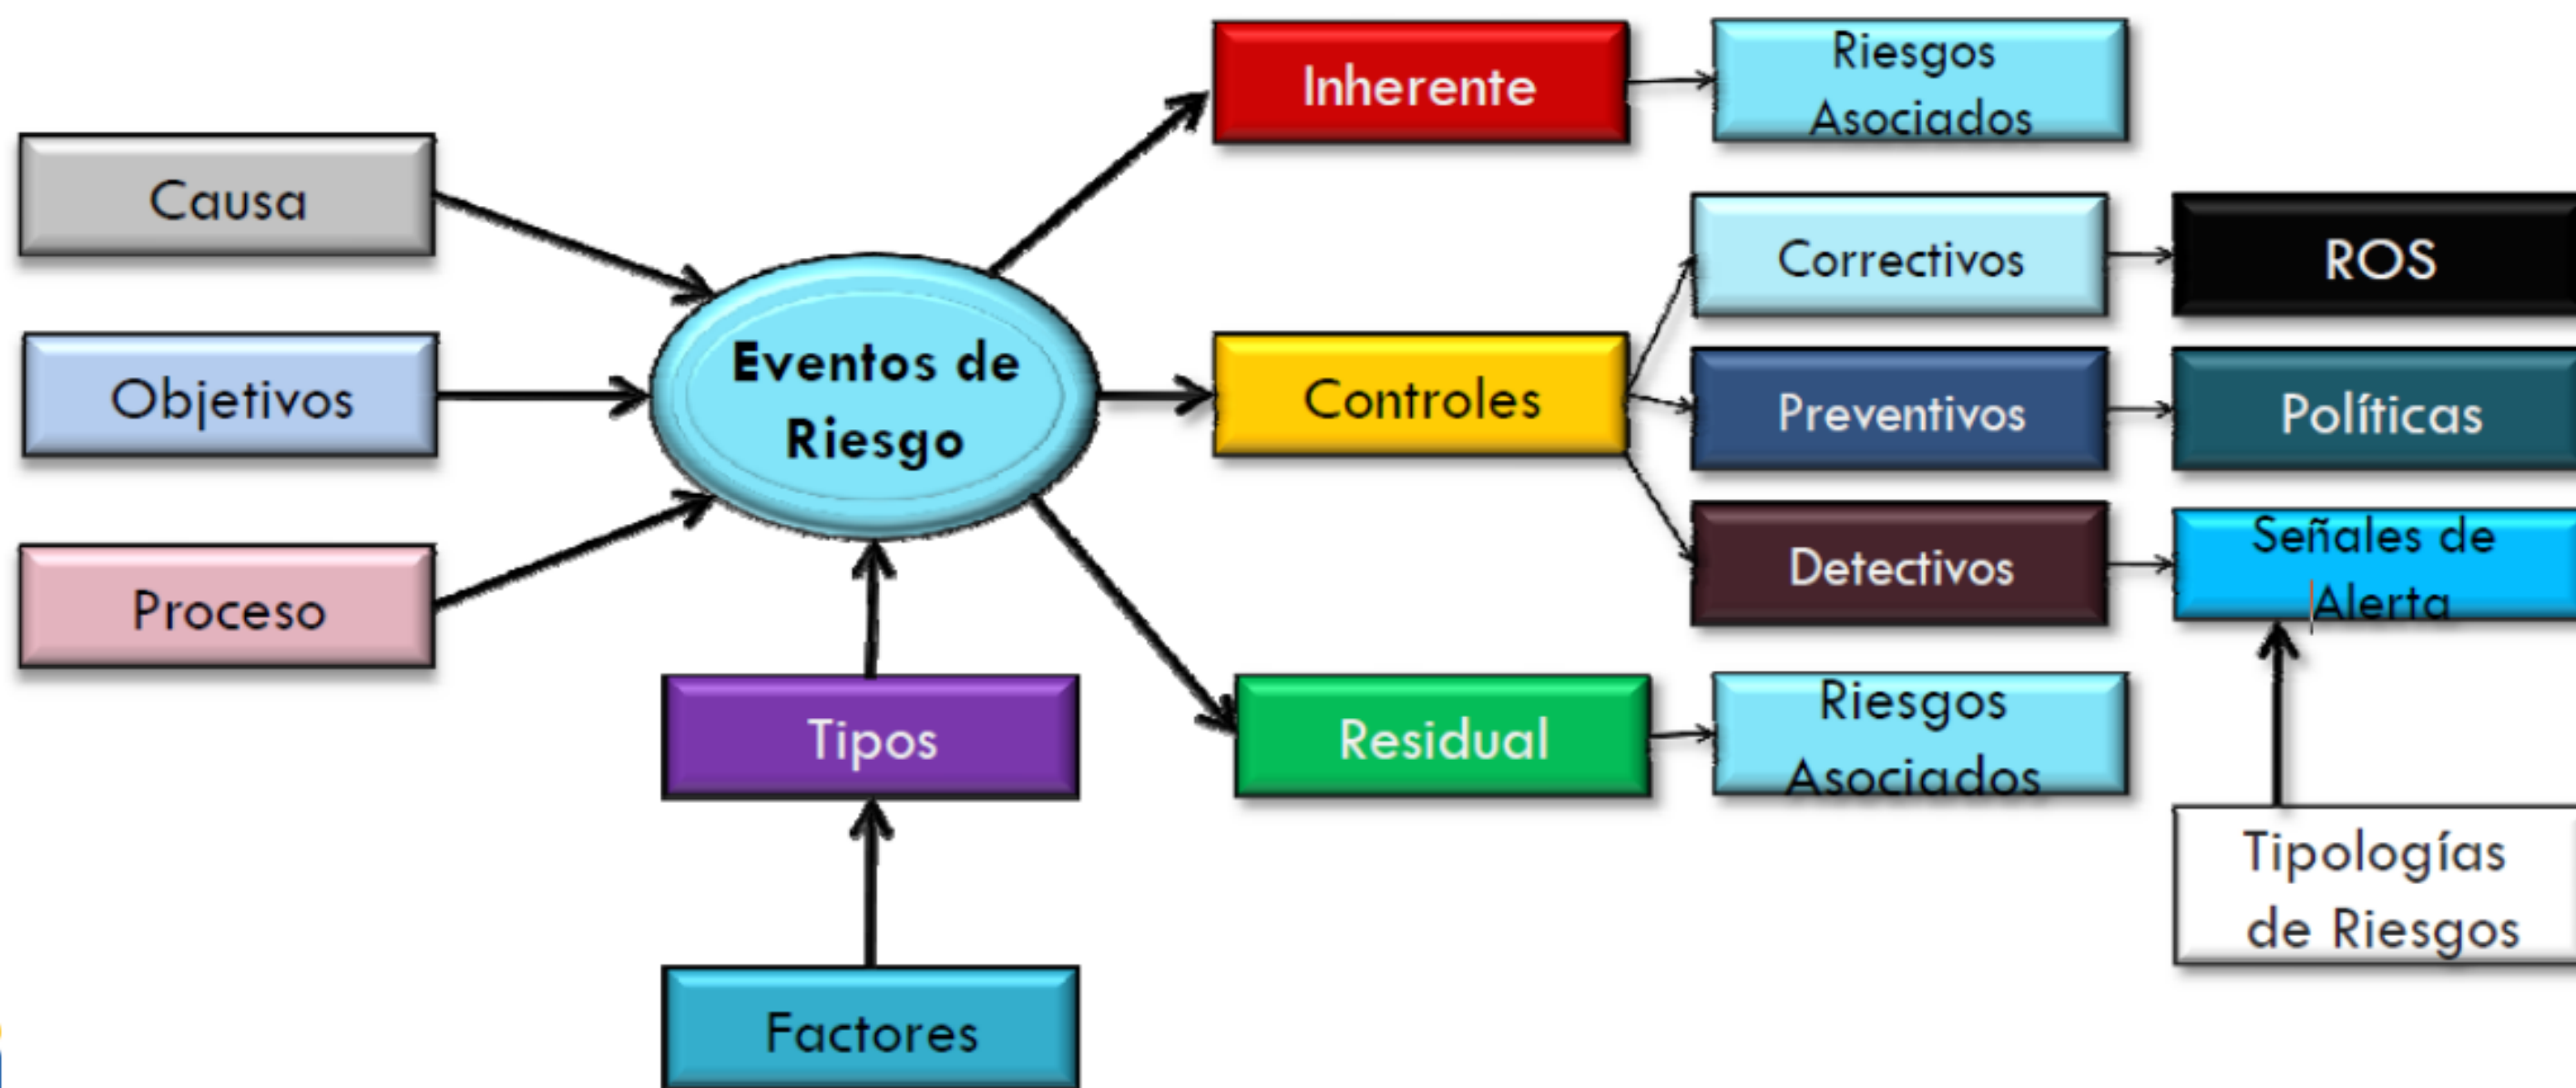 Inherente
Riesgos
Asociados
Causa
Correctivos
ROS
Objetivos
Eventos de
Riesgo
Controles
Preventivos
Políticas
Detectivos
Señales de
Alerta
Proceso
Tipos
Residual
Riesgos
Asociados
Tipologías
de Riesgos
Factores